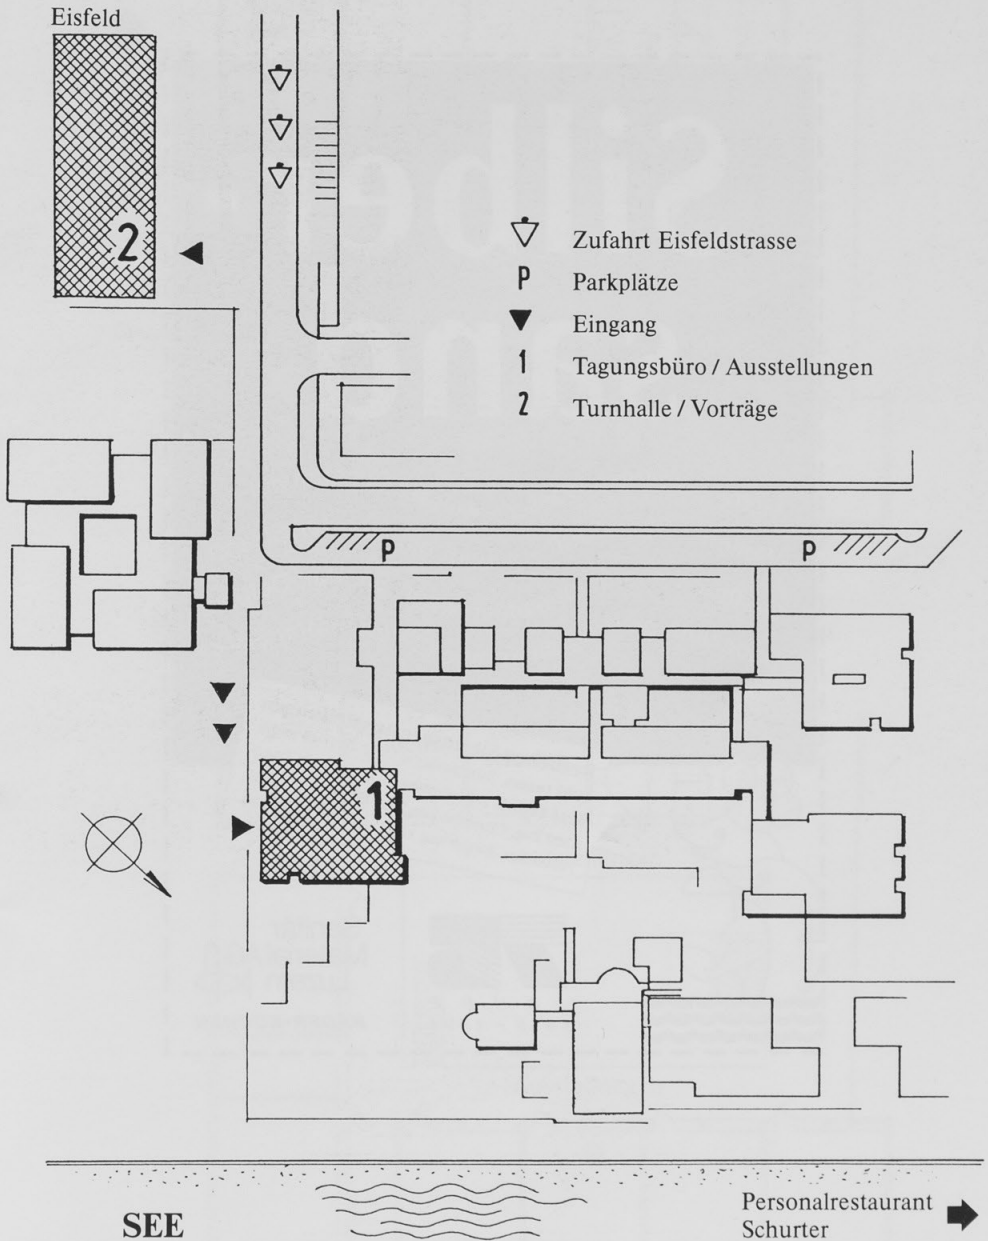 Eisfeld
2
Zufahrt Eisfeldstrasse
P Parkplätze
Eingang
1 Tagungsbüro / Ausstellungen
2 Turnhalle / Vorträge
P
P
1
SEE
Personalrestaurant
Schurter